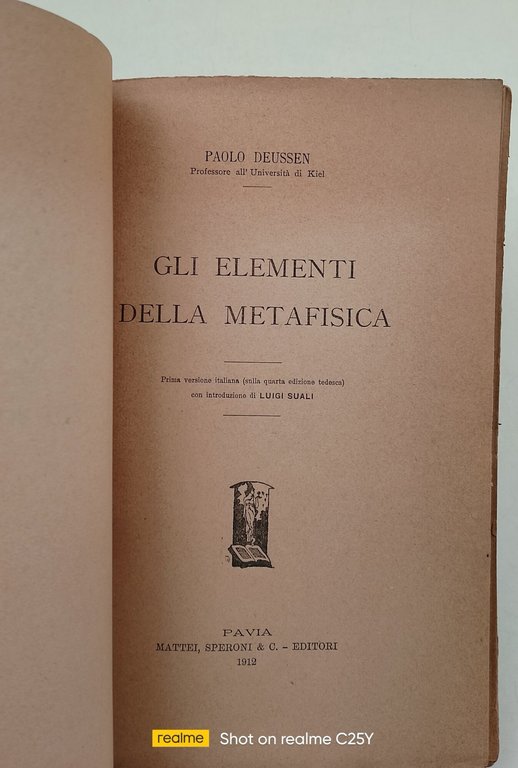 PAOLO DEUSSEN
Professore all' Università di Kiel
GLI ELEMENTI
DELLA METAFISICA
Prima versione italiana (sulla quarta edizione tedesca)
con introduzione di LUIGI SUALI
PAVIA
MATTEI, SPERONI & C. - EDITORI
1912
realme Shot on realme C25Y